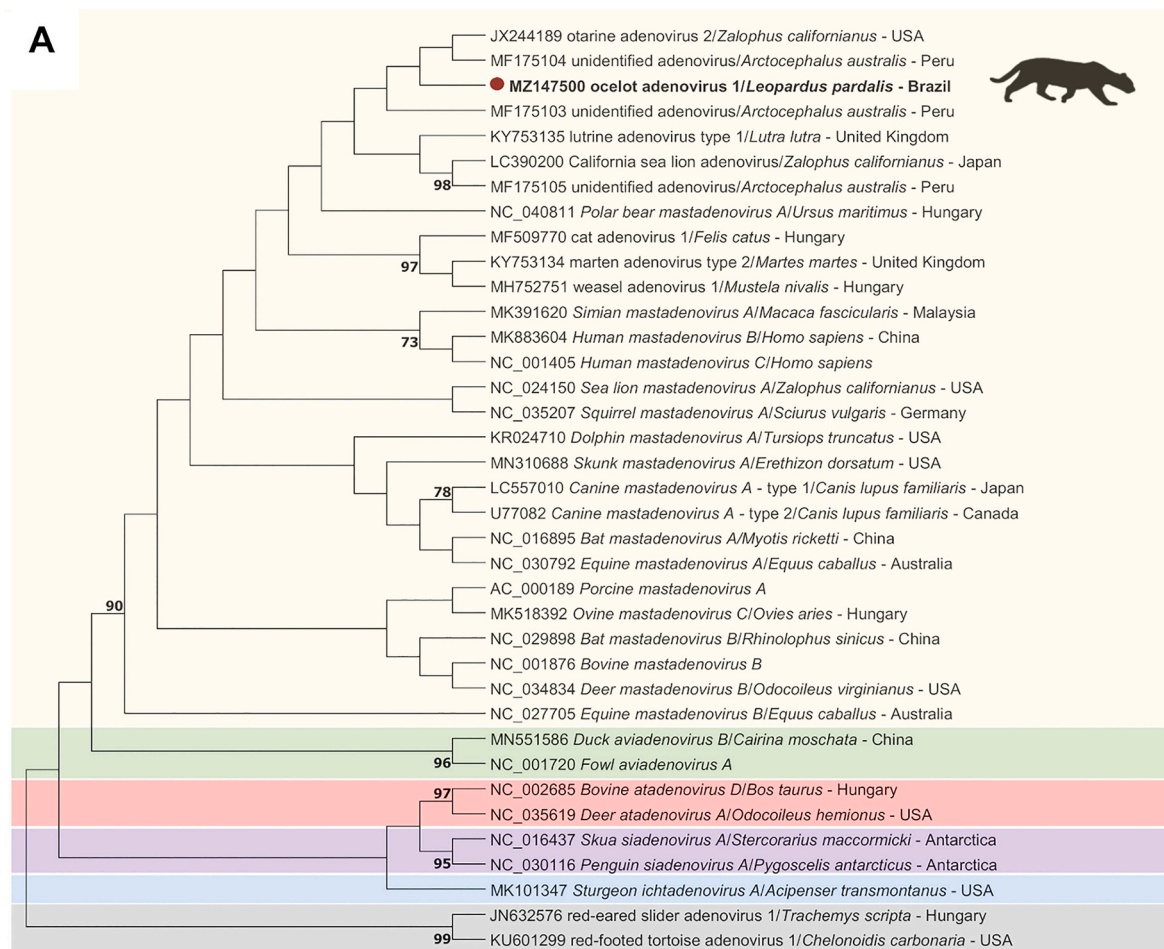 A
JX244189 otarine adenovirus 2/Zalophus californianus - USA
MF175104 unidentified adenovirus/Arctocephalus australis - Peru
MZ147500 ocelot adenovirus 1/Leopardus pardalis - Brazil
MF175103 unidentified adenovirus/Arctocephalus australis - Peru
KY753135 lutrine adenovirus type 1/Lutra lutra - United Kingdom
LC390200 California sea lion adenovirus/Zalophus californianus - Japan
98 MF175105 unidentified adenovirus/Arctocephalus australis - Peru
NC_040811 Polar bear mastadenovirus A/Ursus maritimus - Hungary
MF509770 cat adenovirus 1/Felis catus - Hungary
97 KY753134 marten adenovirus type 2/Martes martes - United Kingdom
MH752751 weasel adenovirus 1/Mustela nivalis - Hungary
MK391620 Simian mastadenovirus A/Macaca fascicularis - Malaysia
73 MK883604 Human mastadenovirus B/Homo sapiens - China
NC_001405 Human mastadenovirus C/Homo sapiens
NC_024150 Sea lion mastadenovirus A/Zalophus californianus - USA
NC_035207 Squirrel mastadenovirus A/Sciurus vulgaris - Germany
KR024710 Dolphin mastadenovirus A/Tursiops truncatus - USA
MN310688 Skunk mastadenovirus A/Erethizon dorsatum - USA
78 LC557010 Canine mastadenovirus A - type 1/Canis lupus familiaris - Japan
U77082 Canine mastadenovirus A - type 2/Canis lupus familiaris - Canada
NC_016895 Bat mastadenovirus A/Myotis ricketti - China
NC_030792 Equine mastadenovirus A/Equus caballus - Australia
AC_000189 Porcine mastadenovirus A
90 MK518392 Ovine mastadenovirus C/Ovies aries - Hungary
NC_029898 Bat mastadenovirus B/Rhinolophus sinicus - China
NC_001876 Bovine mastadenovirus B
NC_034834 Deer mastadenovirus B/Odocoileus virginianus - USA
NC_027705 Equine mastadenovirus B/Equus caballus - Australia
MN551586 Duck aviadenovirus B/Cairina moschata - China
96 NC_001720 Fowl aviadenovirus A
97 NC_002685 Bovine atadenovirus D/Bos taurus - Hungary
NC_035619 Deer atadenovirus A/Odocoileus hemionus - USA
NC_016437 Skua siadenovirus A/Stercorarius maccormicki - Antarctica
95 NC_030116 Penguin siadenovirus A/Pygoscelis antarcticus - Antarctica
MK101347 Sturgeon ichtadenovirus A/Acipenser transmontanus - USA
JN632576 red-eared slider adenovirus 1/Trachemys scripta - Hungary
99 KU601299 red-footed tortoise adenovirus 1/Chelonoidis carbonaria - USA